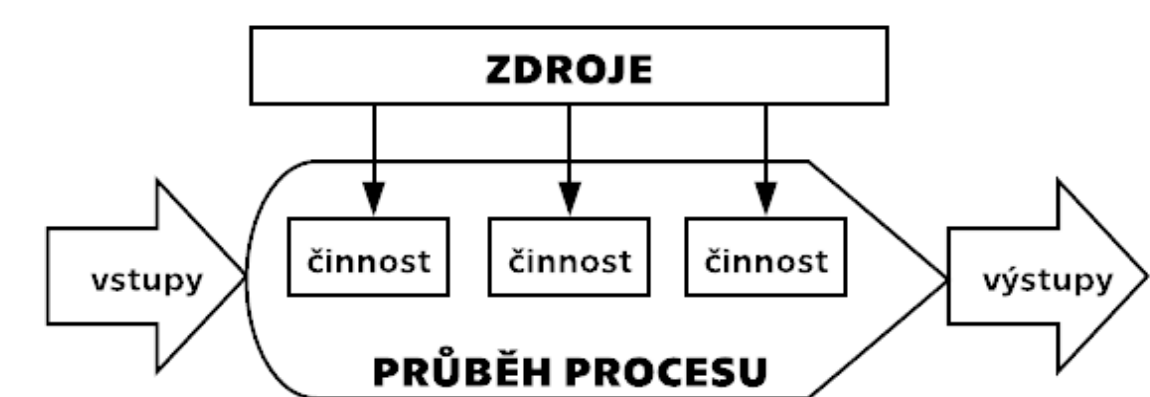 ZDROJE
vstupy
činnost
činnost
činnost
výstupy
PRŮBĚH PROCESU